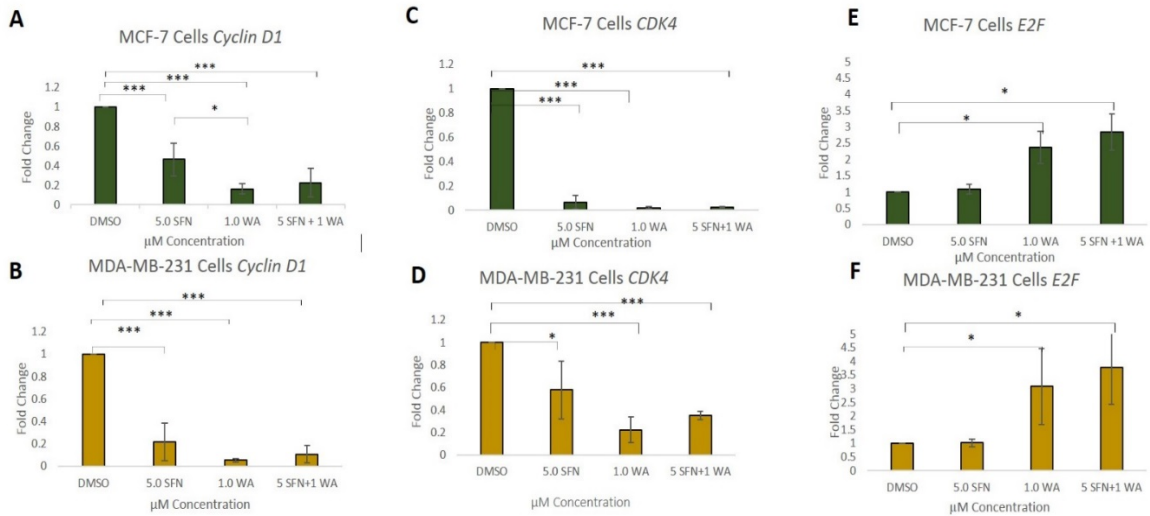 A
MCF-7 Cells Cyclin D1
***
***
***
*
1.2
1
0.8
0.6
0.4
0.2
0
Fold Change
DMSO
5.0 SFN
1.0 WA
5 SFN + 1 WA
µM Concentration
B
MDA-MB-231 Cells Cyclin D1
***
***
***
1.2
1
0.8
0.6
0.4
0.2
0
Fold Change
DMSO
5.0 SFN
1.0 WA
5 SFN+1 WA
µM Concentration
C
MCF-7 Cells CDK4
***
***
***
1.2
1
0.8
0.6
0.4
0.2
0
Fold Change
DMSO
5.0 SFN
1.0 WA
5 SFN+1 WA
µM Concentration
D
MDA-MB-231 Cells CDK4
***
***
*
1.2
1
0.8
0.6
0.4
0.2
0
Fold Change
DMSO
5.0 SFN
1.0 WA
5 SFN+1 WA
µM Concentration
E
MCF-7 Cells E2F
*
*
5
4.5
4
3.5
3
2.5
2
1.5
1
0.5
0
Fold Change
DMSO
5.0 SFN
1.0 WA
5 SFN+1 WA
µM Concentration
F
MDA-MB-231 Cells E2F
*
*
5
4.5
4
3.5
3
2.5
2
1.5
1
0.5
0
Fold Change
DMSO
5.0 SFN
1.0 WA
5 SFN+1 WA
µM Concentration